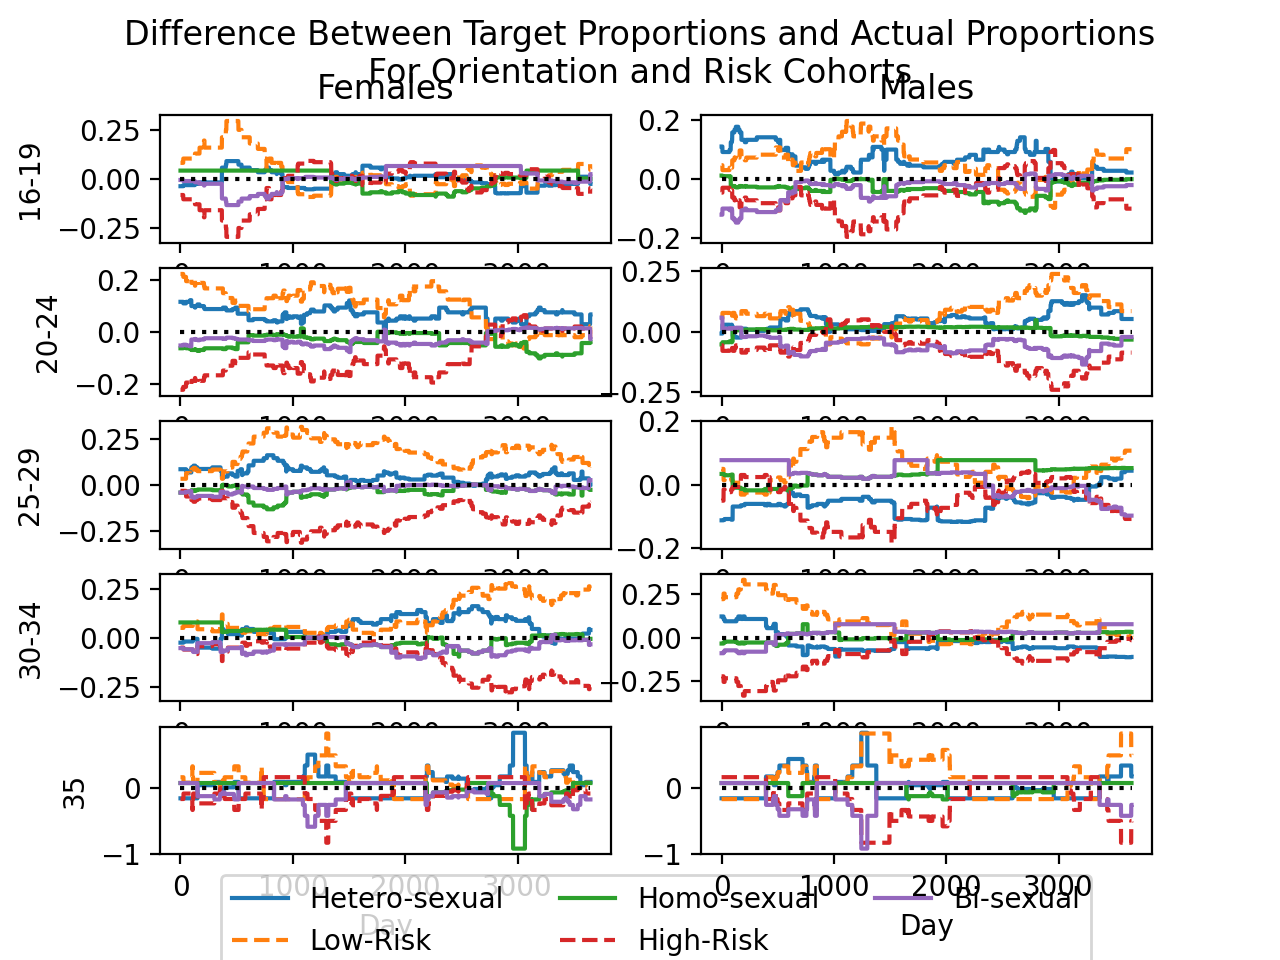 Difference Between Target Proportions and Actual Proportions
For Orientation and Risk Cohorts
Females
Males
16-19
0.25
0.00
−0.25
0.2
0.0
−0.2
20-24
0.2
0.0
−0.2
0.25
0.00
−0.25
25-29
0.25
0.00
−0.25
0.2
0.0
−0.2
30-34
0.25
0.00
−0.25
0.25
0.00
−0.25
35
0
−1
0
−1
0 1000 2000 3000
0 1000 2000 3000
Day
Day
Hetero-sexual
Homo-sexual
Bi-sexual
Low-Risk
High-Risk